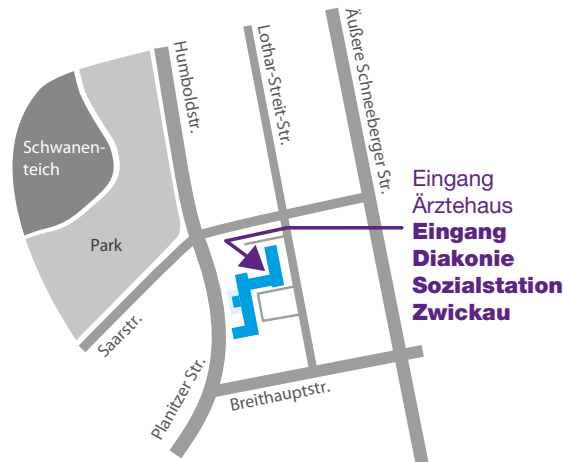 Humboldstr.
Lothar-Streit-Str.
Äußere Schneeberger Str.
Schwanen-
teich
Park
Saarstr.
Planitzer Str.
Breithauptstr.
Eingang
Ärztehaus
Eingang
Diakonie
Sozialstation
Zwickau